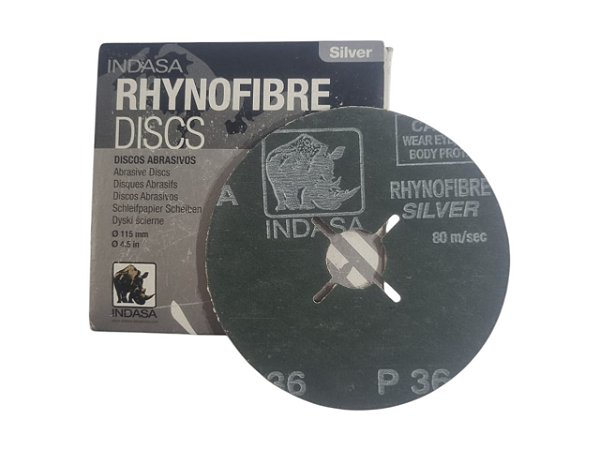 Silver
INDASA
RHYNOFIBRE
DISCS
DISCOS ABRASIVOS
Abrasive Discs
Disques Abrasifs
Discos Abrasivos
Schleifpapier Scheiben
Dyski ścierne
Ø 115 mm
Ø 4.5 in
INDASA
A
INDASA
WEAR EYE
BODY PROT
RHYNOFIBRE
SILVER
80 m/sec
36
P 36